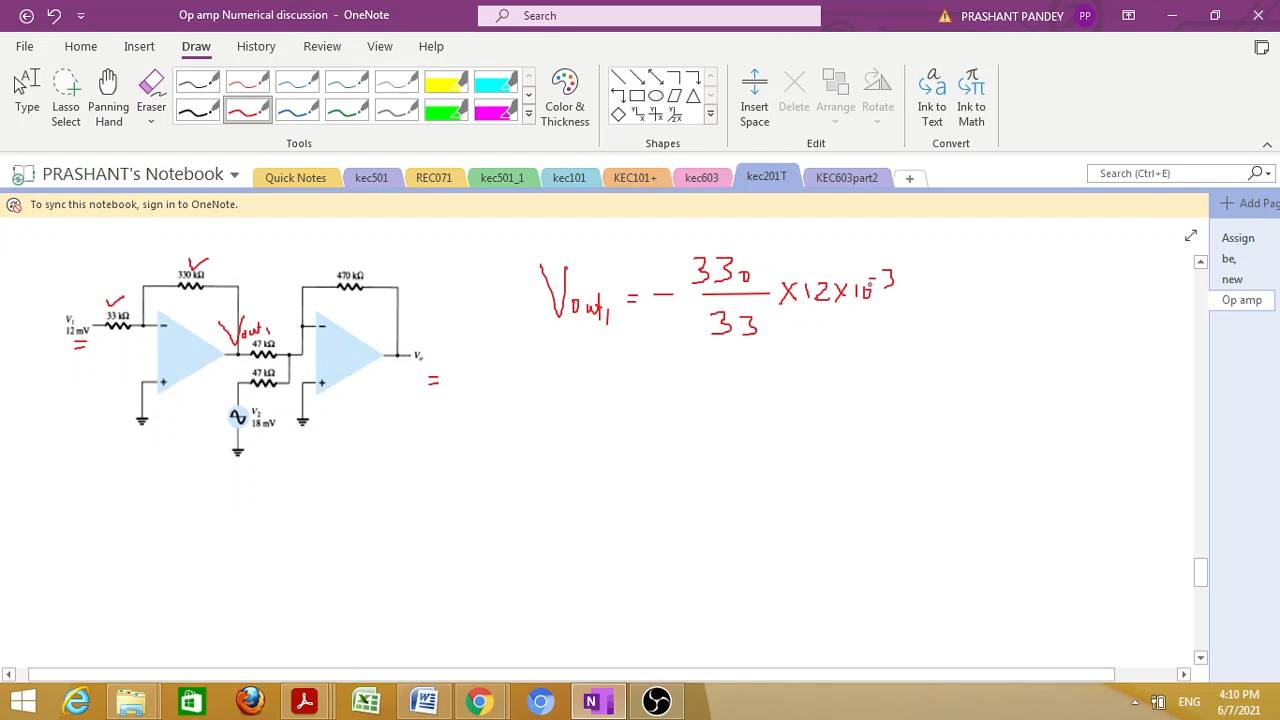 Op amp Numerical discussion - OneNote
Search
PRASHANT PANDEY
PP
File Home Insert Draw History Review View Help
Type
Lasso Select
Panning Hand
Eraser
Color & Thickness
Insert Space
Delete
Arrange
Rotate
Ink to Text
Ink to Math
Tools
Shapes
Edit
Convert
PRASHANT's Notebook
Quick Notes
kec501
REC071
kec501_1
kec101
KEC101+
kec603
kec201T
KEC603part2
Search (Ctrl+E)
To sync this notebook, sign in to OneNote.
Add Pag
Assign
be,
new
Op amp
330 kΩ
470 kΩ
33 kΩ
V1
12 mV
=
Vout1
47 kΩ
47 kΩ
Vo
=
V2
18 mV
Vout1 = - 330/33 ×12×10^-3
ENG
4:10 PM
6/7/2021